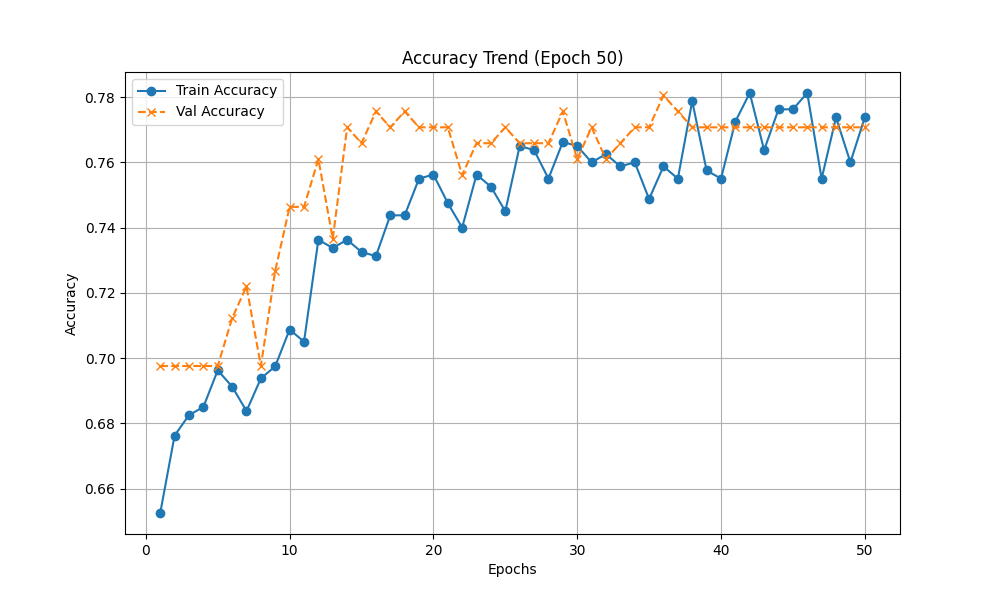 Accuracy Trend (Epoch 50)
Train Accuracy
Val Accuracy
0.78
0.76
0.74
0.72
0.70
0.68
0.66
Accuracy
0 10 20 30 40 50
Epochs